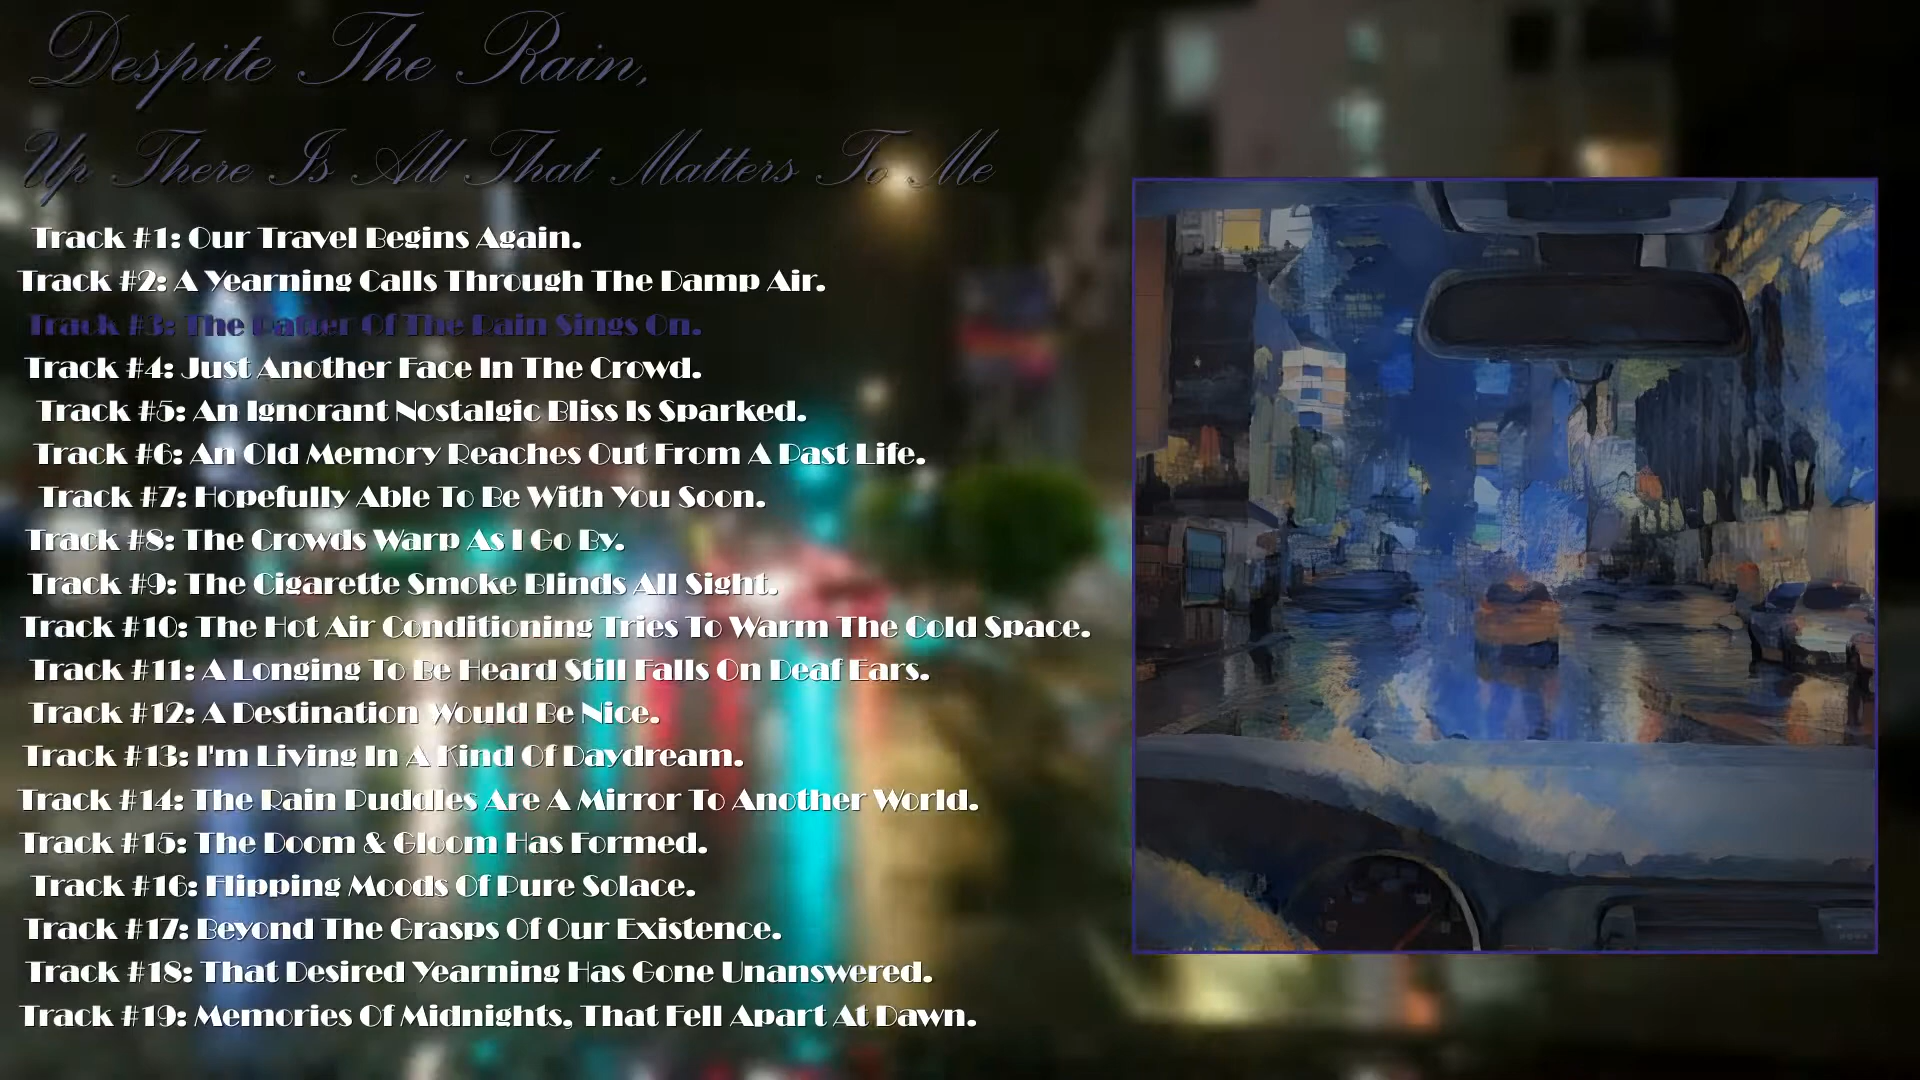 Despite The Rain,
Up There Is All That Matters To Me
Track #1: Our Travel Begins Again.
Track #2: A Yearning Calls Through The Damp Air.
Track #3: The Patter Of The Rain Sings On.
Track #4: Just Another Face In The Crowd.
Track #5: An Ignorant Nostalgic Bliss Is Sparked.
Track #6: An Old Memory Reaches Out From A Past Life.
Track #7: Hopefully Able To Be With You Soon.
Track #8: The Crowds Warp As I Go By.
Track #9: The Cigarette Smoke Blinds All Sight.
Track #10: The Hot Air Conditioning Tries To Warm The Cold Space.
Track #11: A Longing To Be Heard Still Falls On Deaf Ears.
Track #12: A Destination Would Be Nice.
Track #13: I'm Living In A Kind Of Daydream.
Track #14: The Rain Puddles Are A Mirror To Another World.
Track #15: The Doom & Gloom Has Formed.
Track #16: Flipping Moods Of Pure Solace.
Track #17: Beyond The Grasps Of Our Existence.
Track #18: That Desired Yearning Has Gone Unanswered.
Track #19: Memories Of Midnights, That Fell Apart At Dawn.